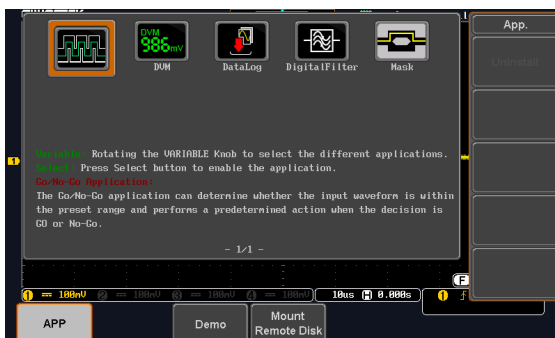 App.
Uninstall
DVM
986mV
DVM
DataLog
DigitalFilter
Mask
Variable: Rotating the VARIABLE Knob to select the different applications.
Select: Press Select button to enable the application.
Go/No-Go Application:
The Go/No-Go application can determine whether the input waveform is within
the preset range and performs a predetermined action when the decision is
GO or No-Go.
- 1/1 -
1
F
1 == 100mV 2 == 100mV 3 == 100mV 4 == 100mV 10us H 0.000s 1
APP
Demo
Mount
Remote Disk